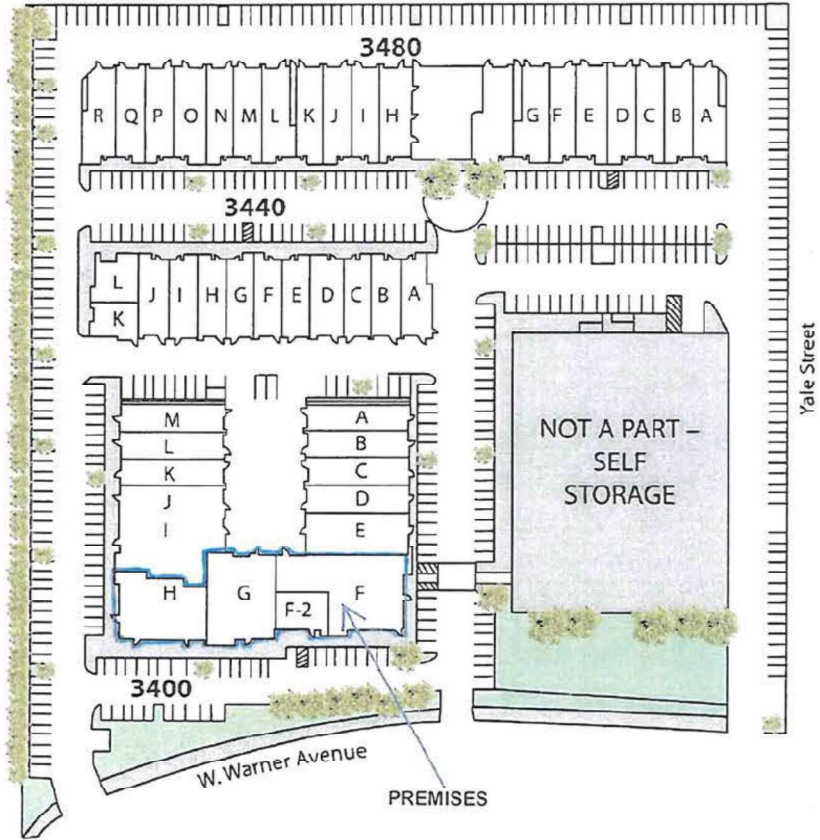 3480
R Q P O N M L K J I H G F E D C B A
3440
L
K
J I H G F E D C B A
M
L
K
J
I
A
B
C
D
E
H
G
F
F-2
NOT A PART –
SELF
STORAGE
Yale Street
3400
W. Warner Avenue
PREMISES